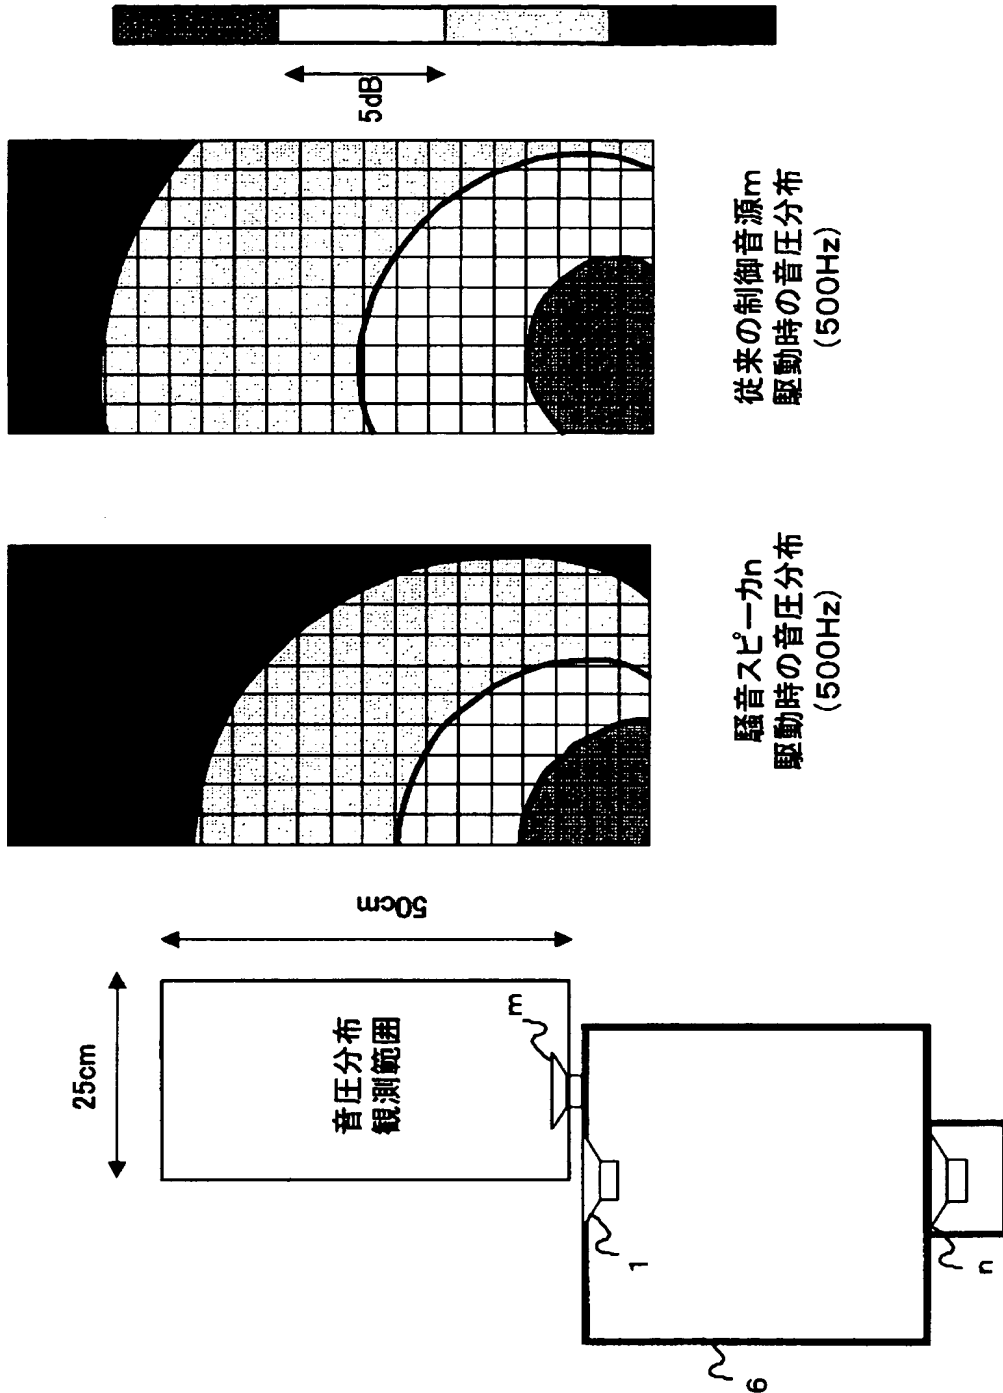 25cm
50cm
音圧分布
観測範囲
m
1
6
n
騒音スピーカn
駆動時の音圧分布
(500Hz)
従来の制御音源m
駆動時の音圧分布
(500Hz)
5dB